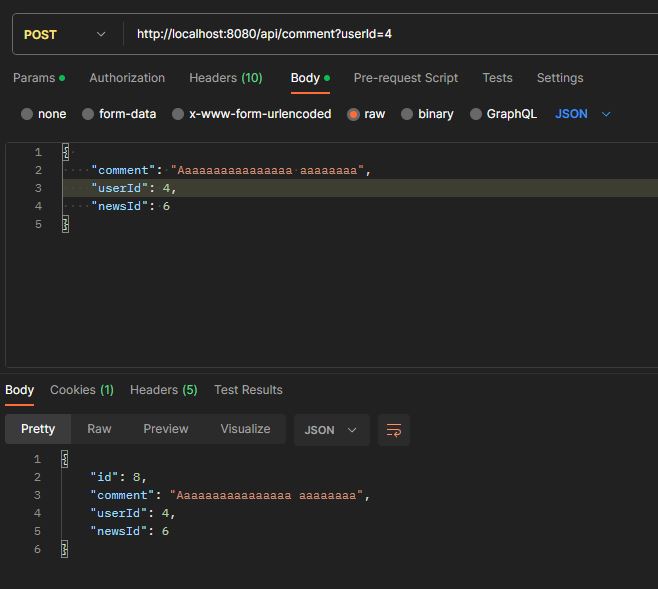 POST http://localhost:8080/api/comment?userId=4
Params Authorization Headers (10) Body Pre-request Script Tests Settings
none form-data x-www-form-urlencoded raw binary GraphQL JSON
1 {
2 "comment": "Aaaaaaaaaaaaaaaa aaaaaaaa",
3 "userId": 4,
4 "newsId": 6
5 }
Body Cookies (1) Headers (5) Test Results
Pretty Raw Preview Visualize JSON
1 {
2 "id": 8,
3 "comment": "Aaaaaaaaaaaaaaaa aaaaaaaa",
4 "userId": 4,
5 "newsId": 6
6 }